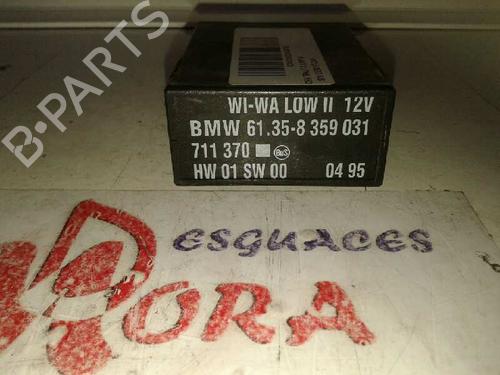 WI-WA LOW II 12V
BMW 61.35-8 359 031
711 370 B&S
HW 01 SW 00 04 95
DESGUACES
MORA
B-PARTS